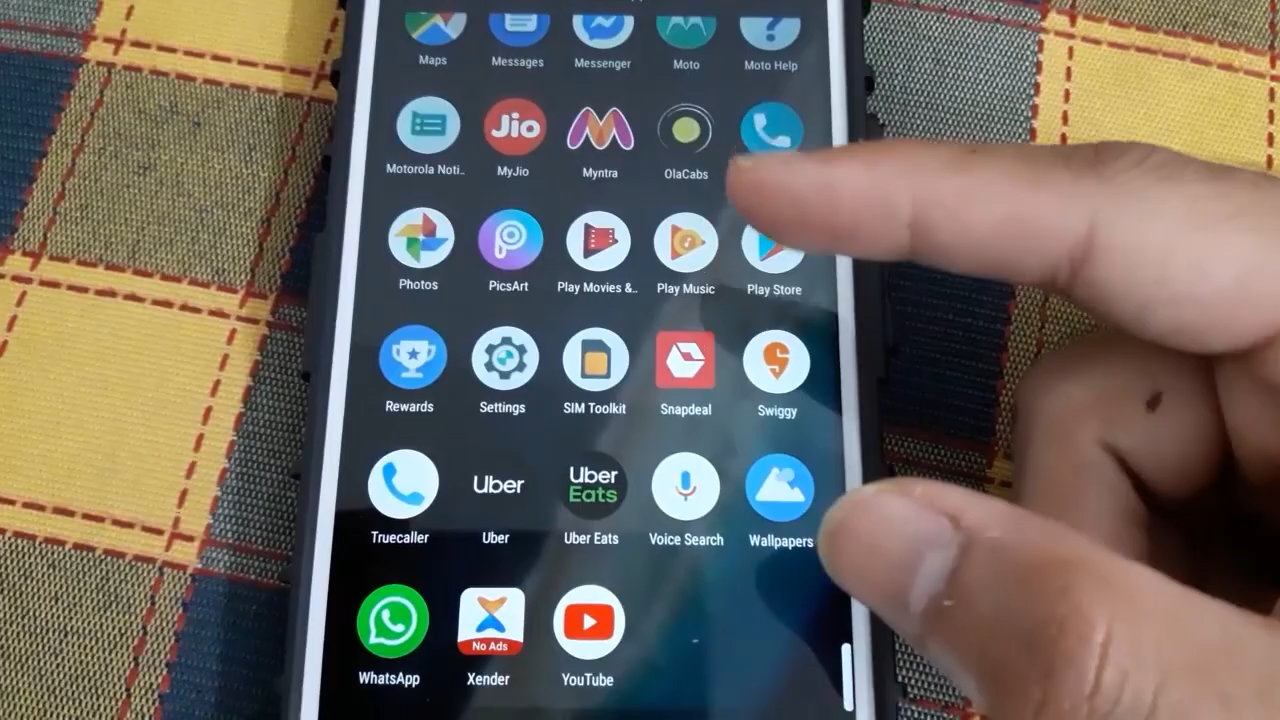 Maps Messages Messenger Moto Moto Help
Jio
Motorola Noti.. MyJio Myntra OlaCabs
Photos PicsArt Play Movies &.. Play Music Play Store
Rewards Settings SIM Toolkit Snapdeal Swiggy
Uber Uber
Eats
Truecaller Uber Uber Eats Voice Search Wallpapers
No Ads
WhatsApp Xender YouTube